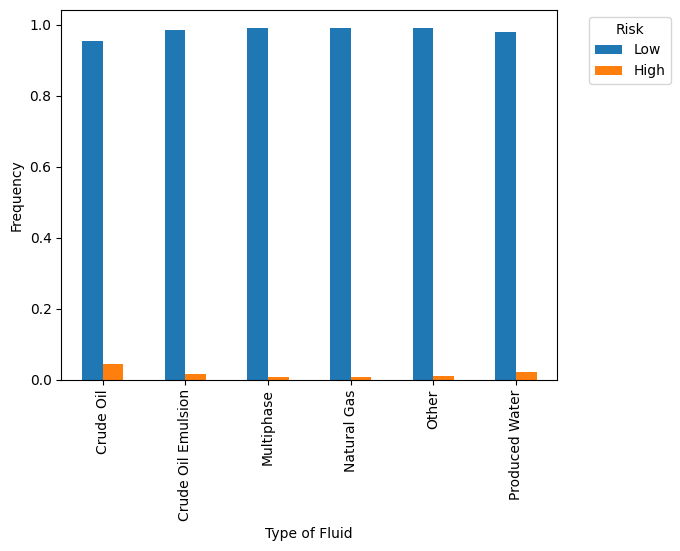 1.0
0.8
0.6
0.4
0.2
0.0
Frequency
Crude Oil
Crude Oil Emulsion
Multiphase
Natural Gas
Other
Produced Water
Type of Fluid
Risk
Low
High